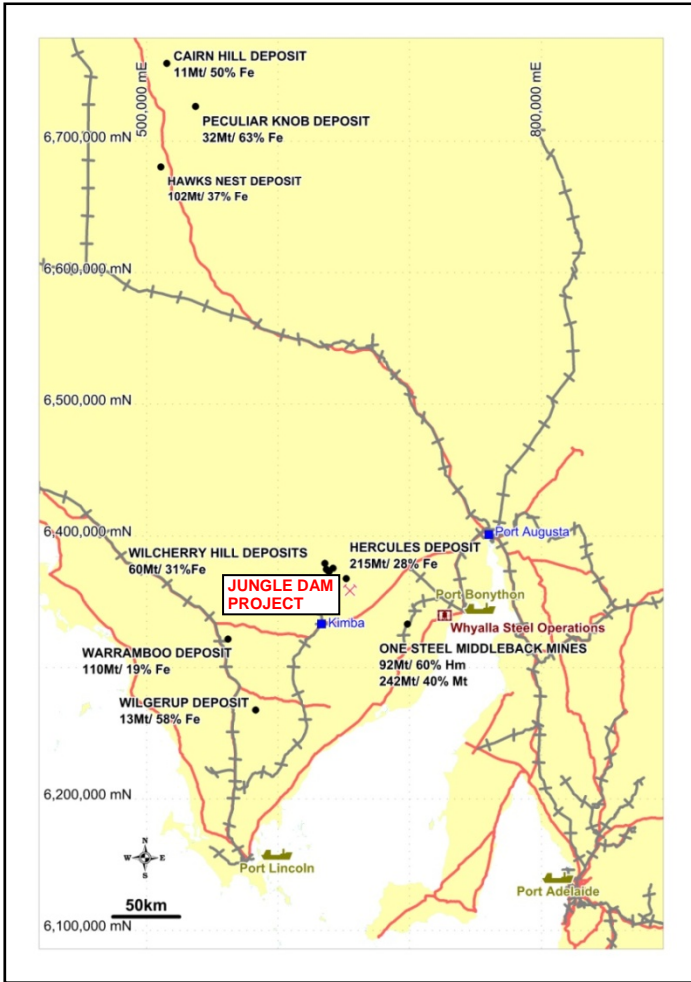 CAIRN HILL DEPOSIT
11Mt/ 50% Fe
500,000 mE
800,000 mE
PECULIAR KNOB DEPOSIT
32Mt/ 63% Fe
6,700,000 mN
HAWKS NEST DEPOSIT
102Mt/ 37% Fe
6,600,000 mN
6,500,000 mN
6,400,000 mN
Port Augusta
WILCHERRY HILL DEPOSITS
60Mt/ 31%Fe
HERCULES DEPOSIT
215Mt/ 28% Fe
JUNGLE DAM
PROJECT
Port Bonython
Kimba
Whyalla Steel Operations
WARRAMBOO DEPOSIT
110Mt/ 19% Fe
ONE STEEL MIDDLEBACK MINES
92Mt/ 60% Hm
242Mt/ 40% Mt
WILGERUP DEPOSIT
13Mt/ 58% Fe
6,200,000 mN
N
W
E
S
Port Lincoln
Port Adelaide
50km
6,100,000 mN